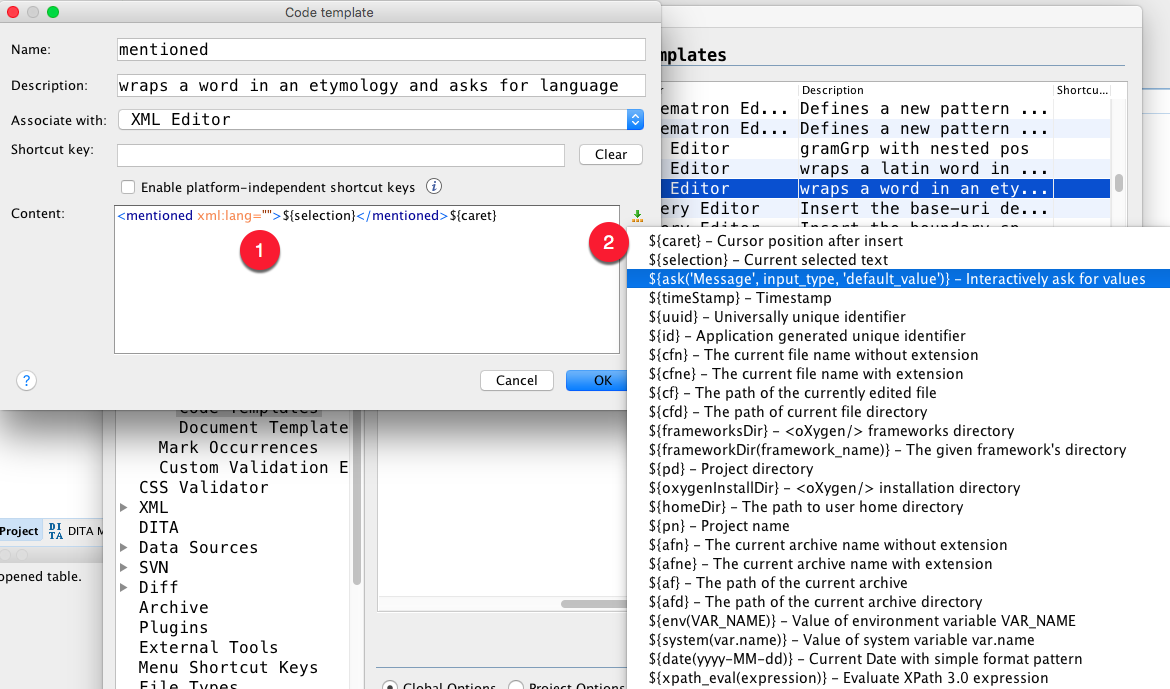 Code template
Name:
mentioned
Description:
wraps a word in an etymology and asks for language
Associate with:
XML Editor
Shortcut key:
Clear
Enable platform-independent shortcut keys
Content:
<mentioned xml:lang="">${selection}</mentioned>${caret}
1
2
?
Cancel
OK
Description
Shortcu...
Ed...
Defines a new pattern ...
Ed...
Defines a new pattern ...
Editor
gramGrp with nested pos
Editor
wraps a latin word in ...
Editor
wraps a word in an ety...
Editor
Insert the base-uri de...
${caret} – Cursor position after insert
${selection} – Current selected text
${ask('Message', input_type, 'default_value')} – Interactively ask for values
${timeStamp} – Timestamp
${uuid} – Universally unique identifier
${id} – Application generated unique identifier
${cfn} – The current file name without extension
${cfne} – The current file name with extension
${cf} – The path of the currently edited file
${cfd} – The path of current file directory
${frameworksDir} – <oXygen/> frameworks directory
${frameworkDir(framework_name)} – The given framework's directory
${pd} – Project directory
${oxygenInstallDir} – <oXygen/> installation directory
${homeDir} – The path to user home directory
${pn} – Project name
${afn} – The current archive name without extension
${afne} – The current archive name with extension
${af} – The path of the current archive
${afd} – The path of the current archive directory
${env(VAR_NAME)} – Value of environment variable VAR_NAME
${system(var.name)} – Value of system variable var.name
${date(yyyy-MM-dd)} – Current Date with simple format pattern
${xpath_eval(expression)} – Evaluate XPath 3.0 expression
Code Templates
Document Template
Mark Occurrences
Custom Validation E
CSS Validator
XML
DITA
Data Sources
SVN
Diff
Archive
Plugins
External Tools
Menu Shortcut Keys
File Types
Project
DITA M
opened table.
Global Options
Project Options